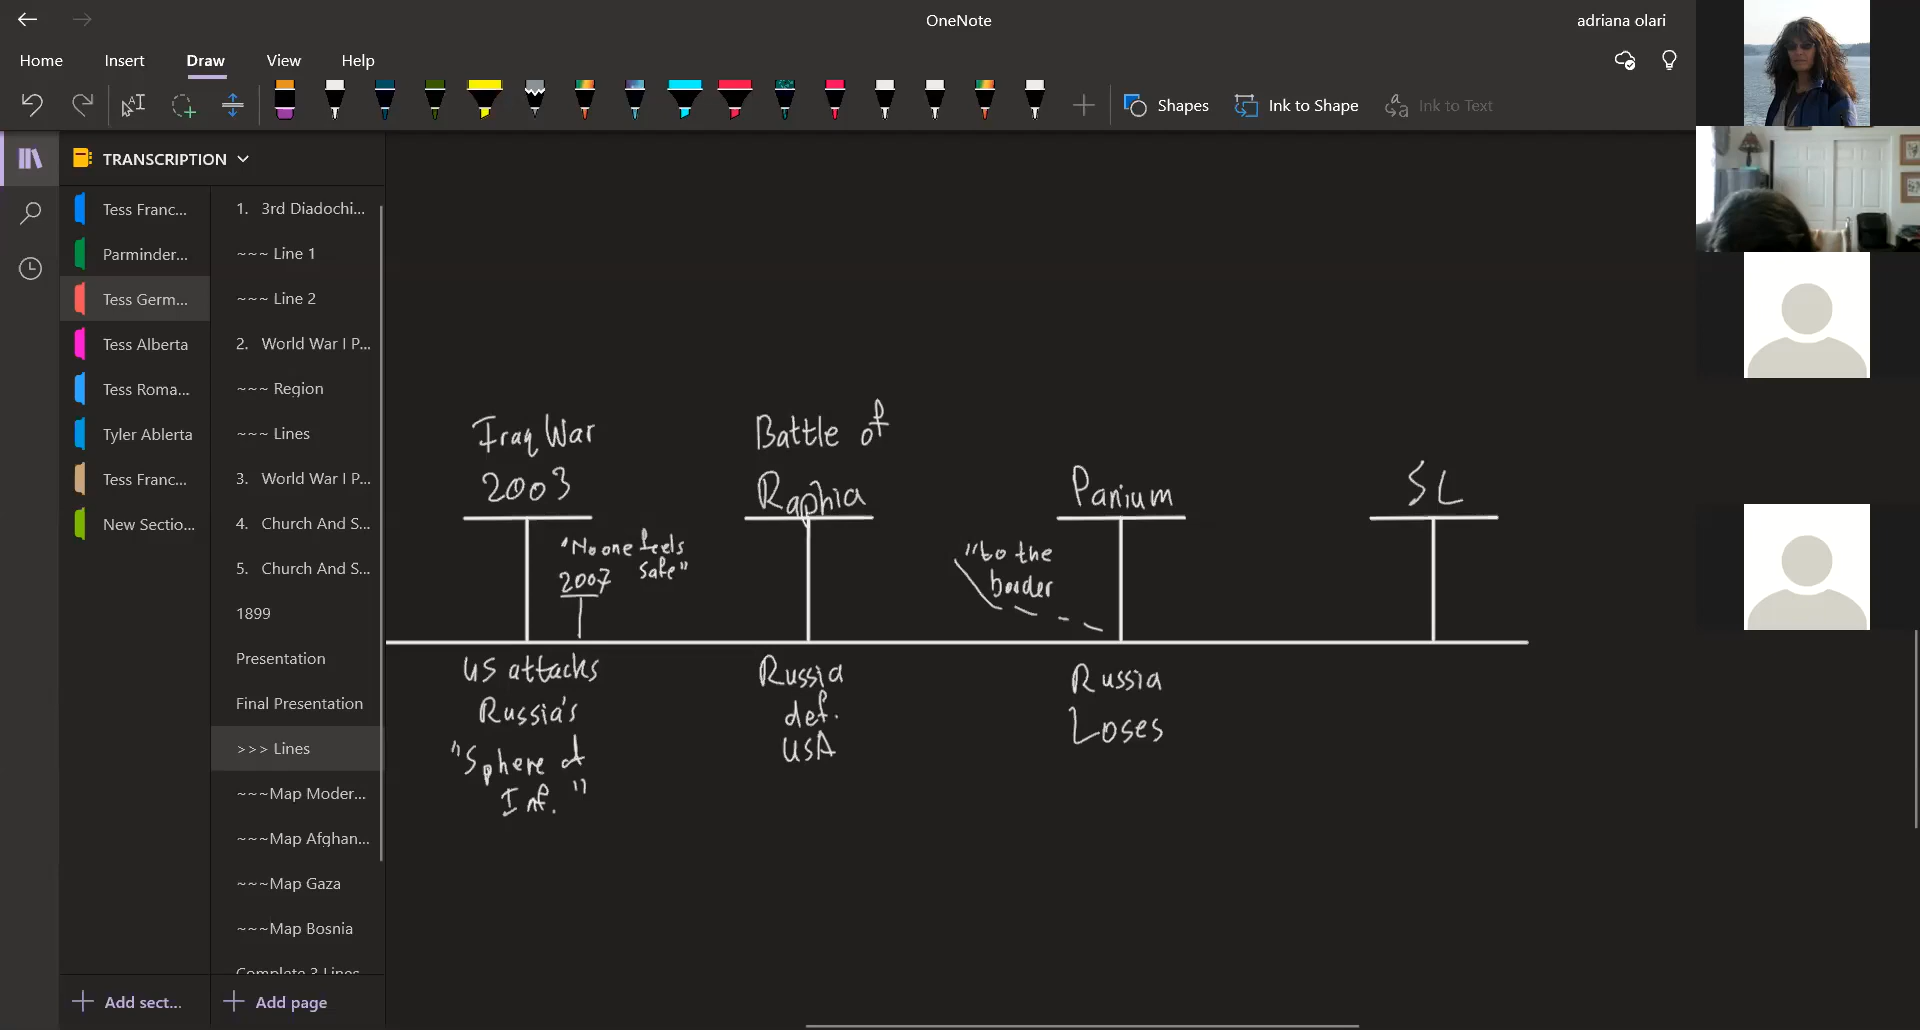 OneNote
adriana olari
Home
Insert
Draw
View
Help
Shapes
Ink to Shape
Ink to Text
TRANSCRIPTION
Tess Franc...
Parminder...
Tess Germ...
Tess Alberta
Tess Roma...
Tyler Ablerta
Tess Franc...
New Sectio...
Add sect...
1. 3rd Diadochi...
~~~ Line 1
~~~ Line 2
2. World War I P...
~~~ Region
~~~ Lines
3. World War I P...
4. Church And S...
5. Church And S...
1899
Presentation
Final Presentation
>>> Lines
~~~Map Moder...
~~~Map Afghan...
~~~Map Gaza
~~~Map Bosnia
Complete 3 Lines
Add page
Iraq War
2003
"No one feels
safe"
2007
US attacks
Russia's
"Sphere of
Inf."
Battle of
Raphia
Russia
def.
USA
"to the
border
Panium
Russia
Loses
SL